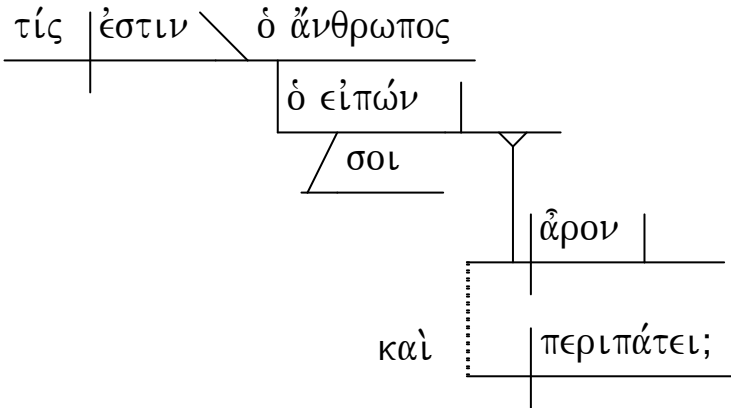 τίς ἐστιν ὁ ἄνθρωπος
ὁ εἰπών
σοι
ἆρον
καὶ περιπάτει;